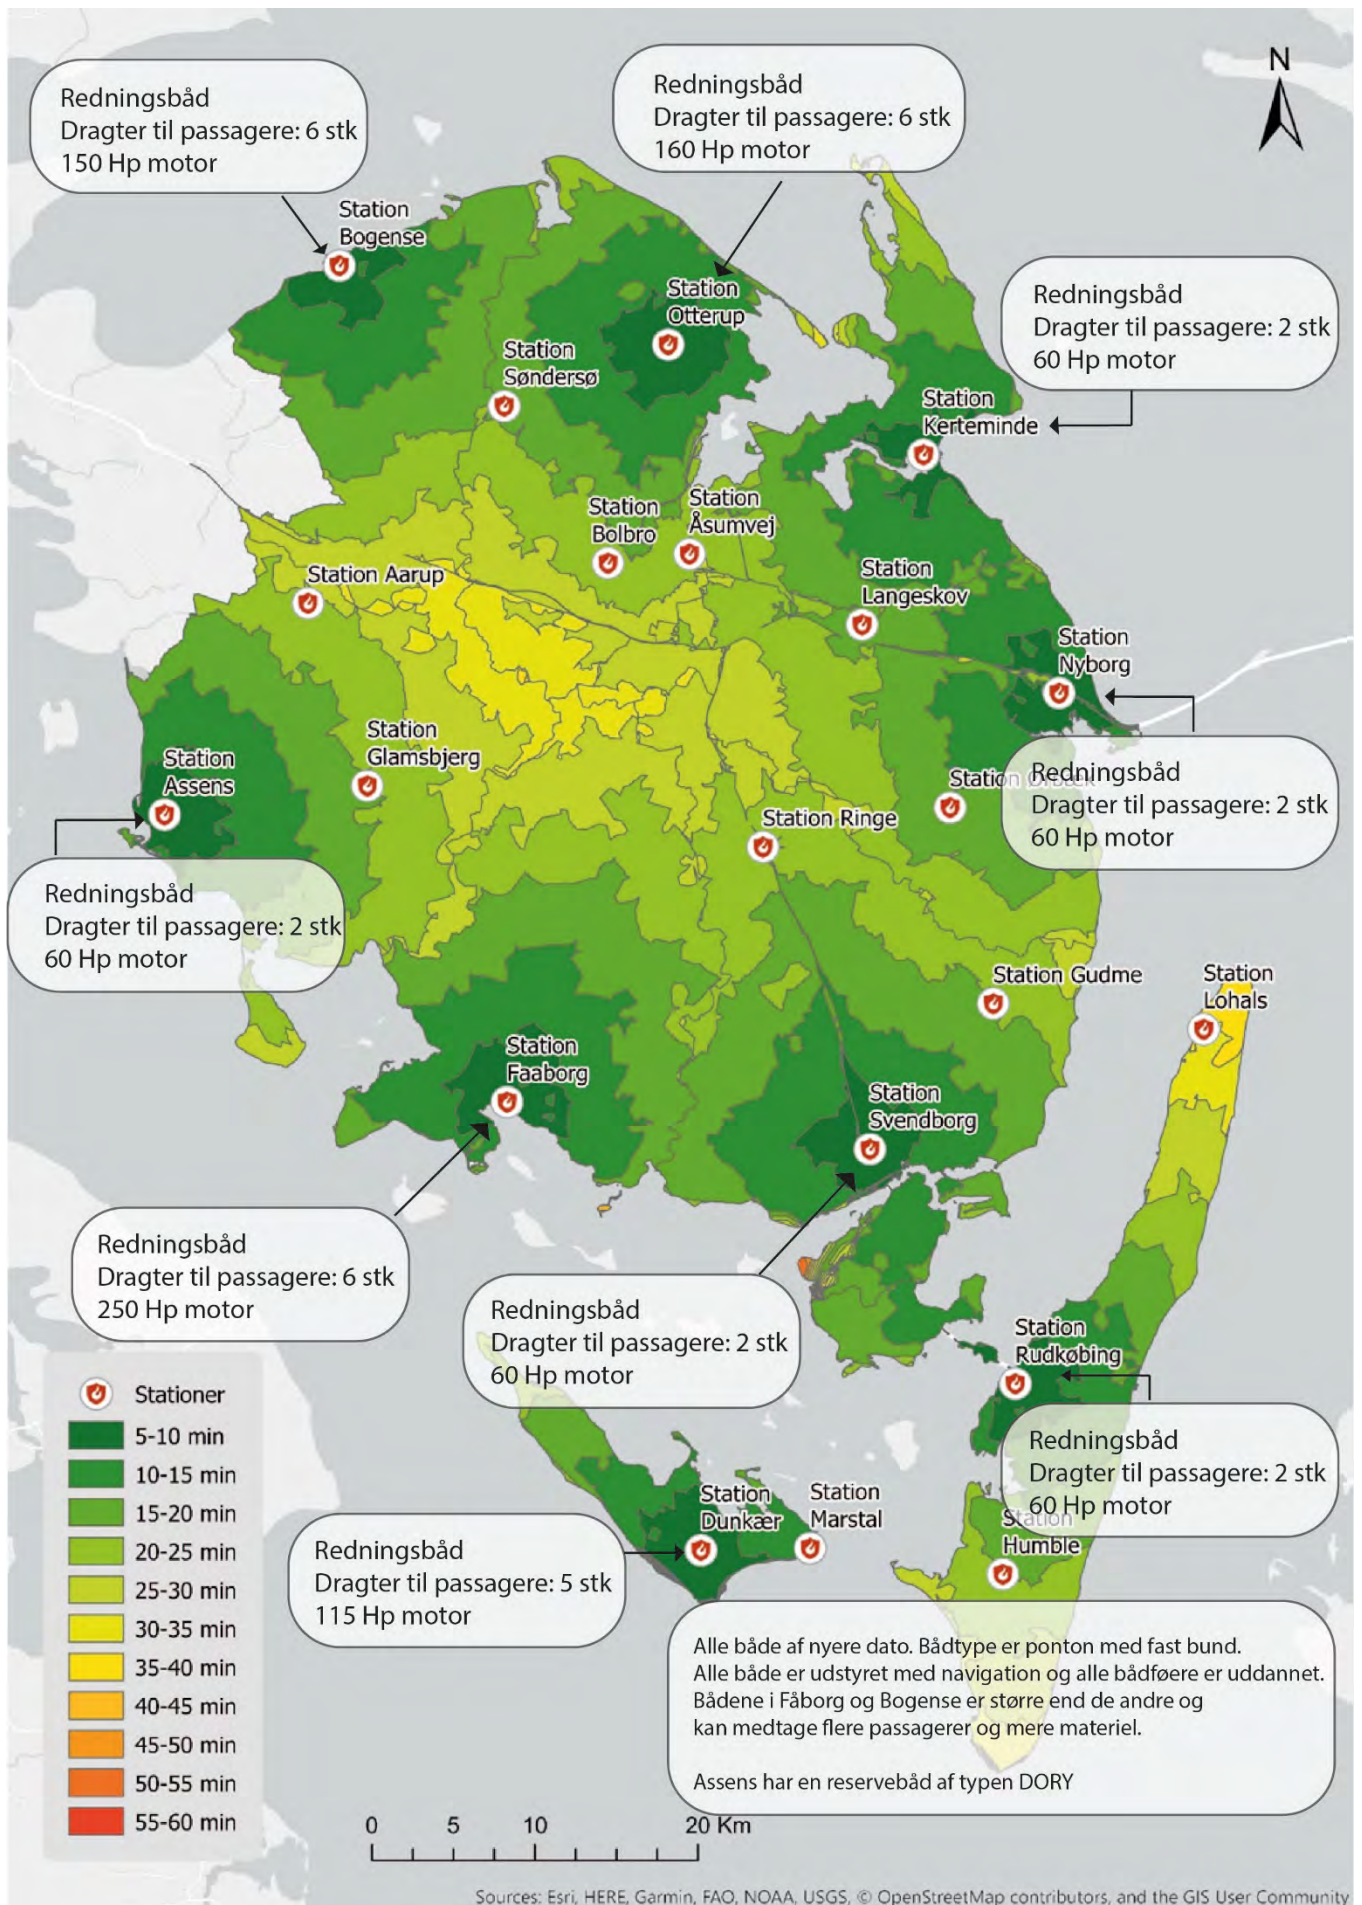 Redningsbåd
Dragter til passagere: 6 stk
150 Hp motor
Redningsbåd
Dragter til passagere: 6 stk
160 Hp motor
N
Station
Bogense
Station
Otterup
Redningsbåd
Dragter til passagere: 2 stk
60 Hp motor
Station
Søndersø
Station
Kerteminde
Station
Bolbro
Station
Åsumvej
Station Aarup
Station
Langeskov
Station
Nyborg
Station
Glamsbjerg
Station
Assens
Station
Redningsbåd
Dragter til passagere: 2 stk
60 Hp motor
Station Ringe
Redningsbåd
Dragter til passagere: 2 stk
60 Hp motor
Station Gudme
Station
Lohals
Station
Faaborg
Station
Svendborg
Redningsbåd
Dragter til passagere: 6 stk
250 Hp motor
Redningsbåd
Dragter til passagere: 2 stk
60 Hp motor
Station
Rudkøbing
Redningsbåd
Dragter til passagere: 2 stk
60 Hp motor
Station
Humble
Station
Dunkær
Station
Marstal
Redningsbåd
Dragter til passagere: 5 stk
115 Hp motor
Stationer
5-10 min
10-15 min
15-20 min
20-25 min
25-30 min
30-35 min
35-40 min
40-45 min
45-50 min
50-55 min
55-60 min
Alle både af nyere dato. Bådtype er ponton med fast bund.
Alle både er udstyret med navigation og alle bådføere er uddannet.
Bådene i Fåborg og Bogense er større end de andre og
kan medtage flere passagerer og mere materiel.
Assens har en reservebåd af typen DORY
0 5 10 20 Km
Sources: Esri, HERE, Garmin, FAO, NOAA, USGS, © OpenStreetMap contributors, and the GIS User Community